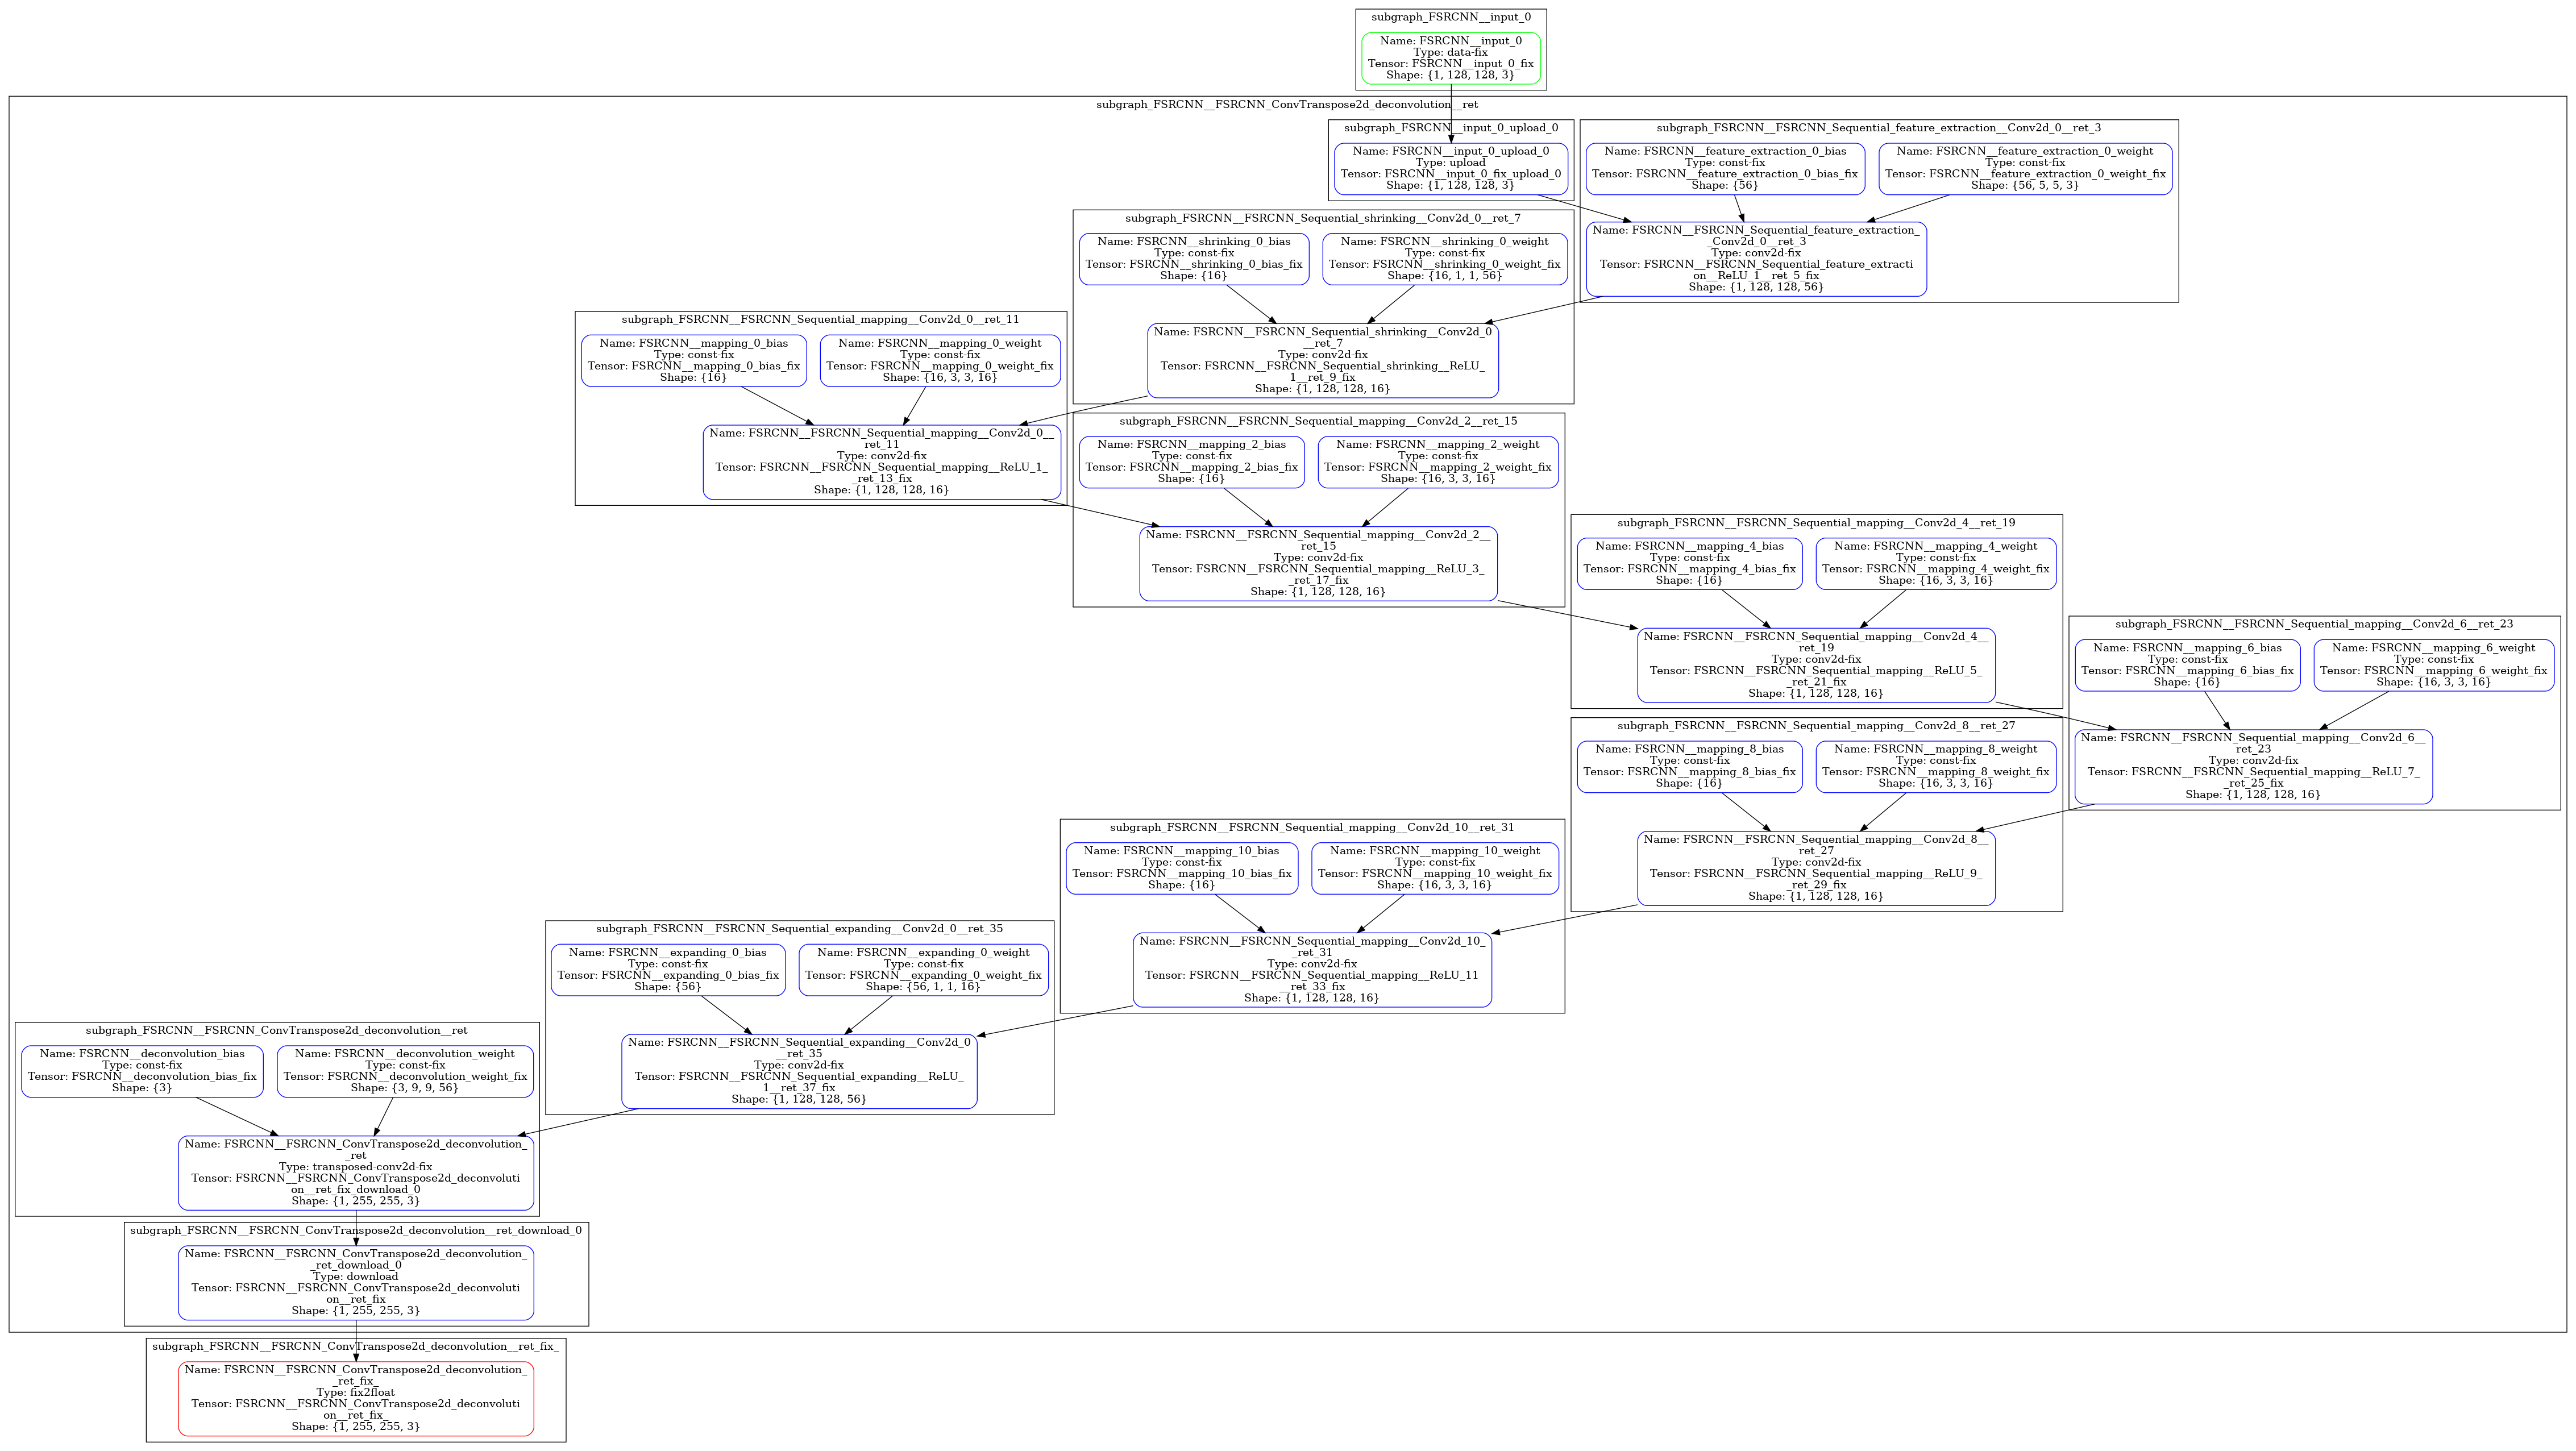 subgraph_FSRCNN__input_0
Name: FSRCNN__input_0
Type: data-fix
Tensor: FSRCNN__input_0_fix
Shape: {1, 128, 128, 3}
subgraph_FSRCNN__FSRCNN_ConvTranspose2d_deconvolution__ret
subgraph_FSRCNN__input_0_upload_0
Name: FSRCNN__input_0_upload_0
Type: upload
Tensor: FSRCNN__input_0_fix_upload_0
Shape: {1, 128, 128, 3}
subgraph_FSRCNN__FSRCNN_Sequential_feature_extraction__Conv2d_0__ret_3
Name: FSRCNN__feature_extraction_0_bias
Type: const-fix
Tensor: FSRCNN__feature_extraction_0_bias_fix
Shape: {56}
Name: FSRCNN__feature_extraction_0_weight
Type: const-fix
Tensor: FSRCNN__feature_extraction_0_weight_fix
Shape: {56, 5, 5, 3}
Name: FSRCNN__FSRCNN_Sequential_feature_extraction_
_Conv2d_0__ret_3
Type: conv2d-fix
Tensor: FSRCNN__FSRCNN_Sequential_feature_extracti
on__ReLU_1__ret_5_fix
Shape: {1, 128, 128, 56}
subgraph_FSRCNN__FSRCNN_Sequential_shrinking__Conv2d_0__ret_7
Name: FSRCNN__shrinking_0_bias
Type: const-fix
Tensor: FSRCNN__shrinking_0_bias_fix
Shape: {16}
Name: FSRCNN__shrinking_0_weight
Type: const-fix
Tensor: FSRCNN__shrinking_0_weight_fix
Shape: {16, 1, 1, 56}
Name: FSRCNN__FSRCNN_Sequential_shrinking__Conv2d_0
__ret_7
Type: conv2d-fix
Tensor: FSRCNN__FSRCNN_Sequential_shrinking__ReLU_
1__ret_9_fix
Shape: {1, 128, 128, 16}
subgraph_FSRCNN__FSRCNN_Sequential_mapping__Conv2d_0__ret_11
Name: FSRCNN__mapping_0_bias
Type: const-fix
Tensor: FSRCNN__mapping_0_bias_fix
Shape: {16}
Name: FSRCNN__mapping_0_weight
Type: const-fix
Tensor: FSRCNN__mapping_0_weight_fix
Shape: {16, 3, 3, 16}
Name: FSRCNN__FSRCNN_Sequential_mapping__Conv2d_0__
ret_11
Type: conv2d-fix
Tensor: FSRCNN__FSRCNN_Sequential_mapping__ReLU_1_
_ret_13_fix
Shape: {1, 128, 128, 16}
subgraph_FSRCNN__FSRCNN_Sequential_mapping__Conv2d_2__ret_15
Name: FSRCNN__mapping_2_bias
Type: const-fix
Tensor: FSRCNN__mapping_2_bias_fix
Shape: {16}
Name: FSRCNN__mapping_2_weight
Type: const-fix
Tensor: FSRCNN__mapping_2_weight_fix
Shape: {16, 3, 3, 16}
Name: FSRCNN__FSRCNN_Sequential_mapping__Conv2d_2__
ret_15
Type: conv2d-fix
Tensor: FSRCNN__FSRCNN_Sequential_mapping__ReLU_3_
_ret_17_fix
Shape: {1, 128, 128, 16}
subgraph_FSRCNN__FSRCNN_Sequential_mapping__Conv2d_4__ret_19
Name: FSRCNN__mapping_4_bias
Type: const-fix
Tensor: FSRCNN__mapping_4_bias_fix
Shape: {16}
Name: FSRCNN__mapping_4_weight
Type: const-fix
Tensor: FSRCNN__mapping_4_weight_fix
Shape: {16, 3, 3, 16}
Name: FSRCNN__FSRCNN_Sequential_mapping__Conv2d_4__
ret_19
Type: conv2d-fix
Tensor: FSRCNN__FSRCNN_Sequential_mapping__ReLU_5_
_ret_21_fix
Shape: {1, 128, 128, 16}
subgraph_FSRCNN__FSRCNN_Sequential_mapping__Conv2d_6__ret_23
Name: FSRCNN__mapping_6_bias
Type: const-fix
Tensor: FSRCNN__mapping_6_bias_fix
Shape: {16}
Name: FSRCNN__mapping_6_weight
Type: const-fix
Tensor: FSRCNN__mapping_6_weight_fix
Shape: {16, 3, 3, 16}
Name: FSRCNN__FSRCNN_Sequential_mapping__Conv2d_6__
ret_23
Type: conv2d-fix
Tensor: FSRCNN__FSRCNN_Sequential_mapping__ReLU_7_
_ret_25_fix
Shape: {1, 128, 128, 16}
subgraph_FSRCNN__FSRCNN_Sequential_mapping__Conv2d_8__ret_27
Name: FSRCNN__mapping_8_bias
Type: const-fix
Tensor: FSRCNN__mapping_8_bias_fix
Shape: {16}
Name: FSRCNN__mapping_8_weight
Type: const-fix
Tensor: FSRCNN__mapping_8_weight_fix
Shape: {16, 3, 3, 16}
Name: FSRCNN__FSRCNN_Sequential_mapping__Conv2d_8__
ret_27
Type: conv2d-fix
Tensor: FSRCNN__FSRCNN_Sequential_mapping__ReLU_9_
_ret_29_fix
Shape: {1, 128, 128, 16}
subgraph_FSRCNN__FSRCNN_Sequential_mapping__Conv2d_10__ret_31
Name: FSRCNN__mapping_10_bias
Type: const-fix
Tensor: FSRCNN__mapping_10_bias_fix
Shape: {16}
Name: FSRCNN__mapping_10_weight
Type: const-fix
Tensor: FSRCNN__mapping_10_weight_fix
Shape: {16, 3, 3, 16}
Name: FSRCNN__FSRCNN_Sequential_mapping__Conv2d_10_
_ret_31
Type: conv2d-fix
Tensor: FSRCNN__FSRCNN_Sequential_mapping__ReLU_11
__ret_33_fix
Shape: {1, 128, 128, 16}
subgraph_FSRCNN__FSRCNN_Sequential_expanding__Conv2d_0__ret_35
Name: FSRCNN__expanding_0_bias
Type: const-fix
Tensor: FSRCNN__expanding_0_bias_fix
Shape: {56}
Name: FSRCNN__expanding_0_weight
Type: const-fix
Tensor: FSRCNN__expanding_0_weight_fix
Shape: {56, 1, 1, 16}
Name: FSRCNN__FSRCNN_Sequential_expanding__Conv2d_0
__ret_35
Type: conv2d-fix
Tensor: FSRCNN__FSRCNN_Sequential_expanding__ReLU_
1__ret_37_fix
Shape: {1, 128, 128, 56}
subgraph_FSRCNN__FSRCNN_ConvTranspose2d_deconvolution__ret
Name: FSRCNN__deconvolution_bias
Type: const-fix
Tensor: FSRCNN__deconvolution_bias_fix
Shape: {3}
Name: FSRCNN__deconvolution_weight
Type: const-fix
Tensor: FSRCNN__deconvolution_weight_fix
Shape: {3, 9, 9, 56}
Name: FSRCNN__FSRCNN_ConvTranspose2d_deconvolution_
_ret
Type: transposed-conv2d-fix
Tensor: FSRCNN__FSRCNN_ConvTranspose2d_deconvoluti
on__ret_fix_download_0
Shape: {1, 255, 255, 3}
subgraph_FSRCNN__FSRCNN_ConvTranspose2d_deconvolution__ret_download_0
Name: FSRCNN__FSRCNN_ConvTranspose2d_deconvolution_
_ret_download_0
Type: download
Tensor: FSRCNN__FSRCNN_ConvTranspose2d_deconvoluti
on__ret_fix
Shape: {1, 255, 255, 3}
subgraph_FSRCNN__FSRCNN_ConvTranspose2d_deconvolution__ret_fix_
Name: FSRCNN__FSRCNN_ConvTranspose2d_deconvolution_
_ret_fix_
Type: fix2float
Tensor: FSRCNN__FSRCNN_ConvTranspose2d_deconvoluti
on__ret_fix_
Shape: {1, 255, 255, 3}